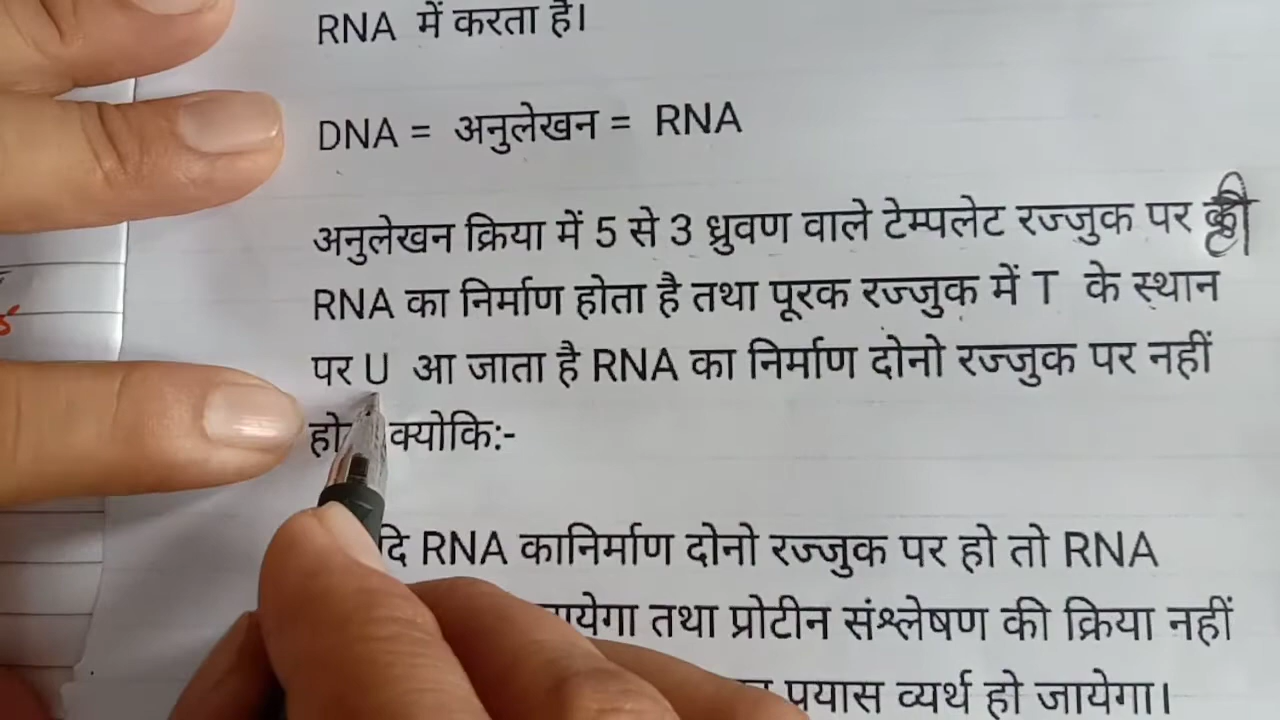 RNA में करता है।
DNA = अनुलेखन = RNA
अनुलेखन क्रिया में 5 से 3 ध्रुवण वाले टेम्पलेट रज्जुक पर ही
RNA का निर्माण होता है तथा पूरक रज्जुक में T के स्थान
पर U आ जाता है RNA का निर्माण दोनो रज्जुक पर नहीं
क्योकि:-
RNA कानिर्माण दोनो रज्जुक पर हो तो RNA
तथा प्रोटीन संश्लेषण की क्रिया नहीं
पयास व्यर्थ हो जायेगा।